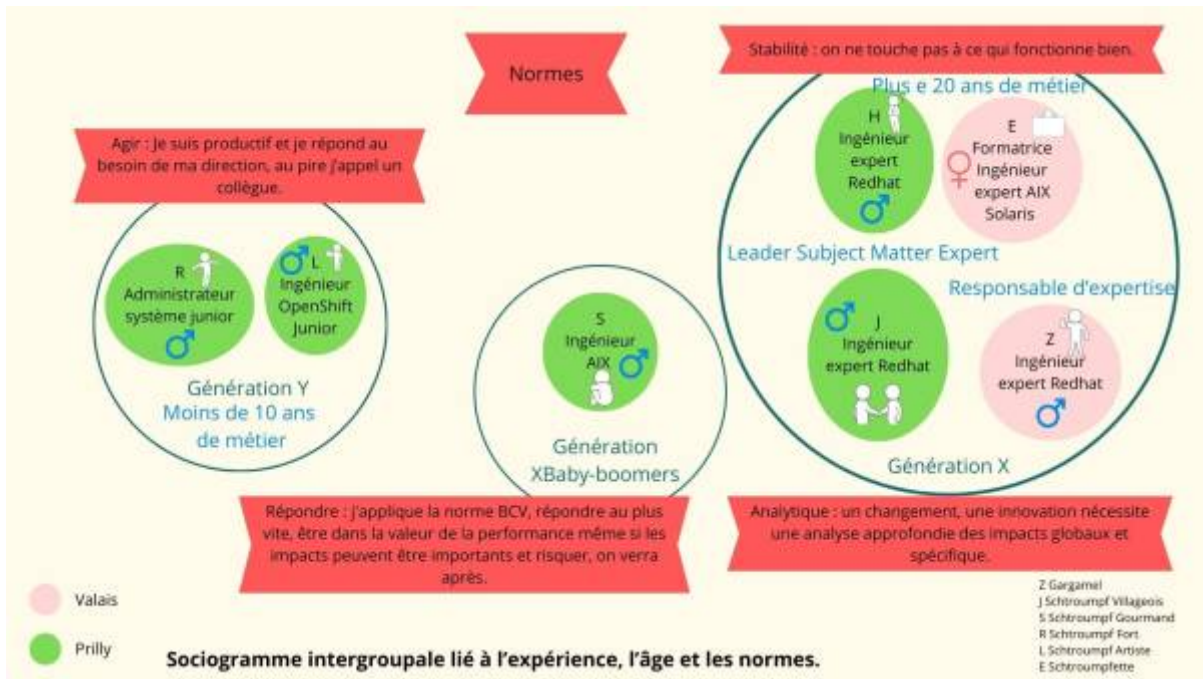 Normes
Stabilité : on ne touche pas à ce qui fonctionne bien.
Agir : Je suis productif et je répond au
besoin de ma direction, au pire j'appel un
collègue.
R
Administrateur
système junior
L
Ingénieur
OpenShift
Junior
Génération Y
Moins de 10 ans
de métier
S
Ingénieur
AIX
Génération
XBaby-boomers
Plus e 20 ans de métier
H
Ingénieur
expert
Redhat
E
Formatrice
Ingénieur
expert AIX
Solaris
Leader Subject Matter Expert
Responsable d'expertise
J
Ingénieur
expert Redhat
Z
Ingénieur
expert Redhat
Génération X
Répondre : j'applique la norme BCV, répondre au plus
vite, être dans la valeur de la performance même si les
impacts peuvent être importants et risquer, on verra
après.
Analytique : un changement, une innovation nécessite
une analyse approfondie des impacts globaux et
spécifique.
Valais
Prilly
Sociogramme intergroupale lié à l'expérience, l'âge et les normes.
Z Gargamel
J Schtroumpf Villageois
S Schtroumpf Gourmand
R Schtroumpf Fort
L Schtroumpf Artiste
E Schtroumpfette